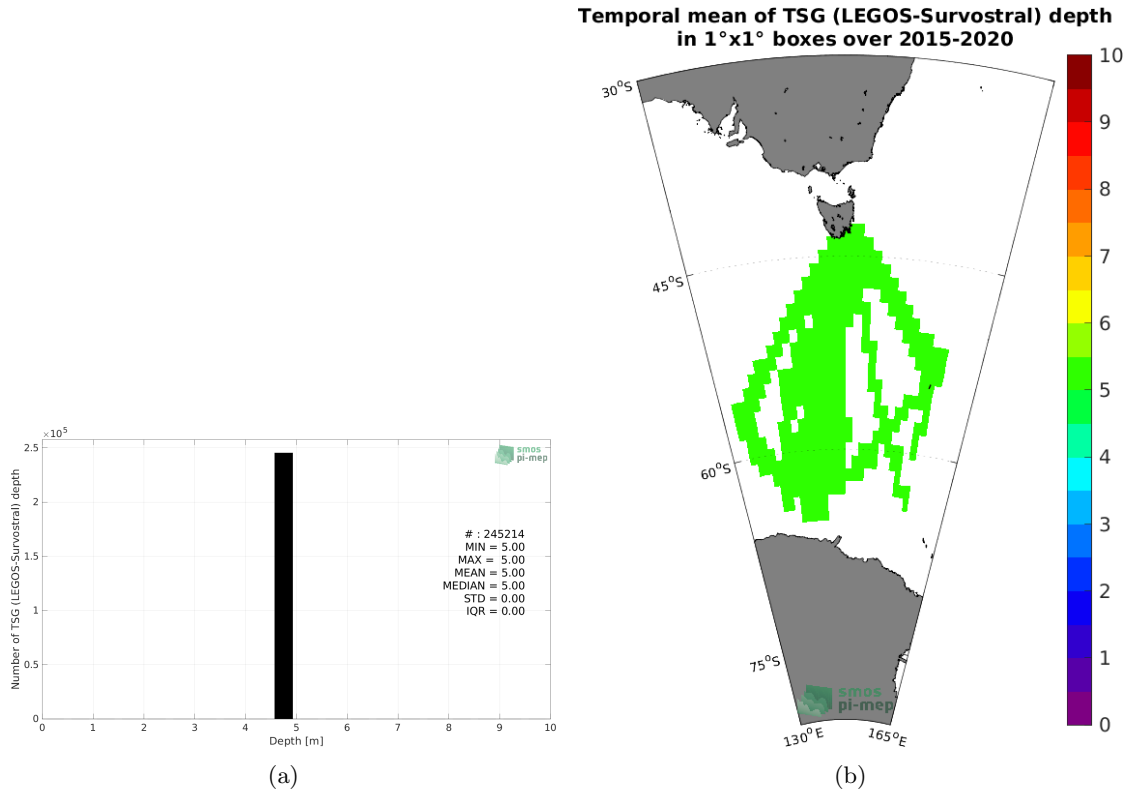 ×10⁵
2.5
2
1.5
1
0.5
0
Number of TSG (LEGOS-Survostral) depth
smos
pi-mep
# : 245214
MIN = 5.00
MAX = 5.00
MEAN = 5.00
MEDIAN = 5.00
STD = 0.00
IQR = 0.00
0 1 2 3 4 5 6 7 8 9 10
Depth [m]
(a)
Temporal mean of TSG (LEGOS-Survostral) depth
in 1°x1° boxes over 2015-2020
30°S
45°S
60°S
75°S
130°E
165°E
smos
pi-mep
10
9
8
7
6
5
4
3
2
1
0
(b)